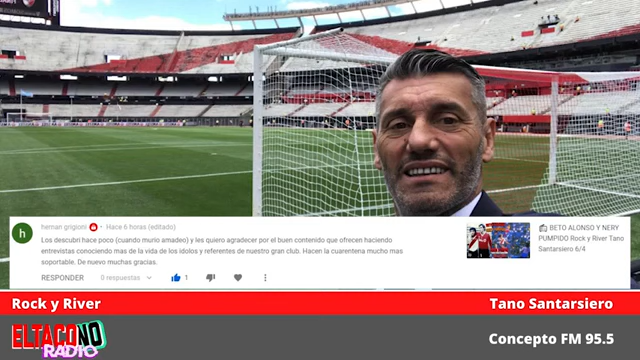 h
hernan grigioni • Hace 6 horas (editado)
Los descubri hace poco (cuando murio amadeo) y les quiero agradecer por el buen contenido que ofrecen haciendo
entrevistas conociendo mas de la vida de los idolos y referentes de nuestro gran club. Hacen la cuarentena mucho mas
soportable. De nuevo muchas gracias.
RESPONDER 0 respuestas 1
BETO ALONSO Y NERY
PUMPIDO Rock y River Tano
Santarsiero 6/4
Rock y River
Tano Santarsiero
ELTACONO
RADIO
Concepto FM 95.5